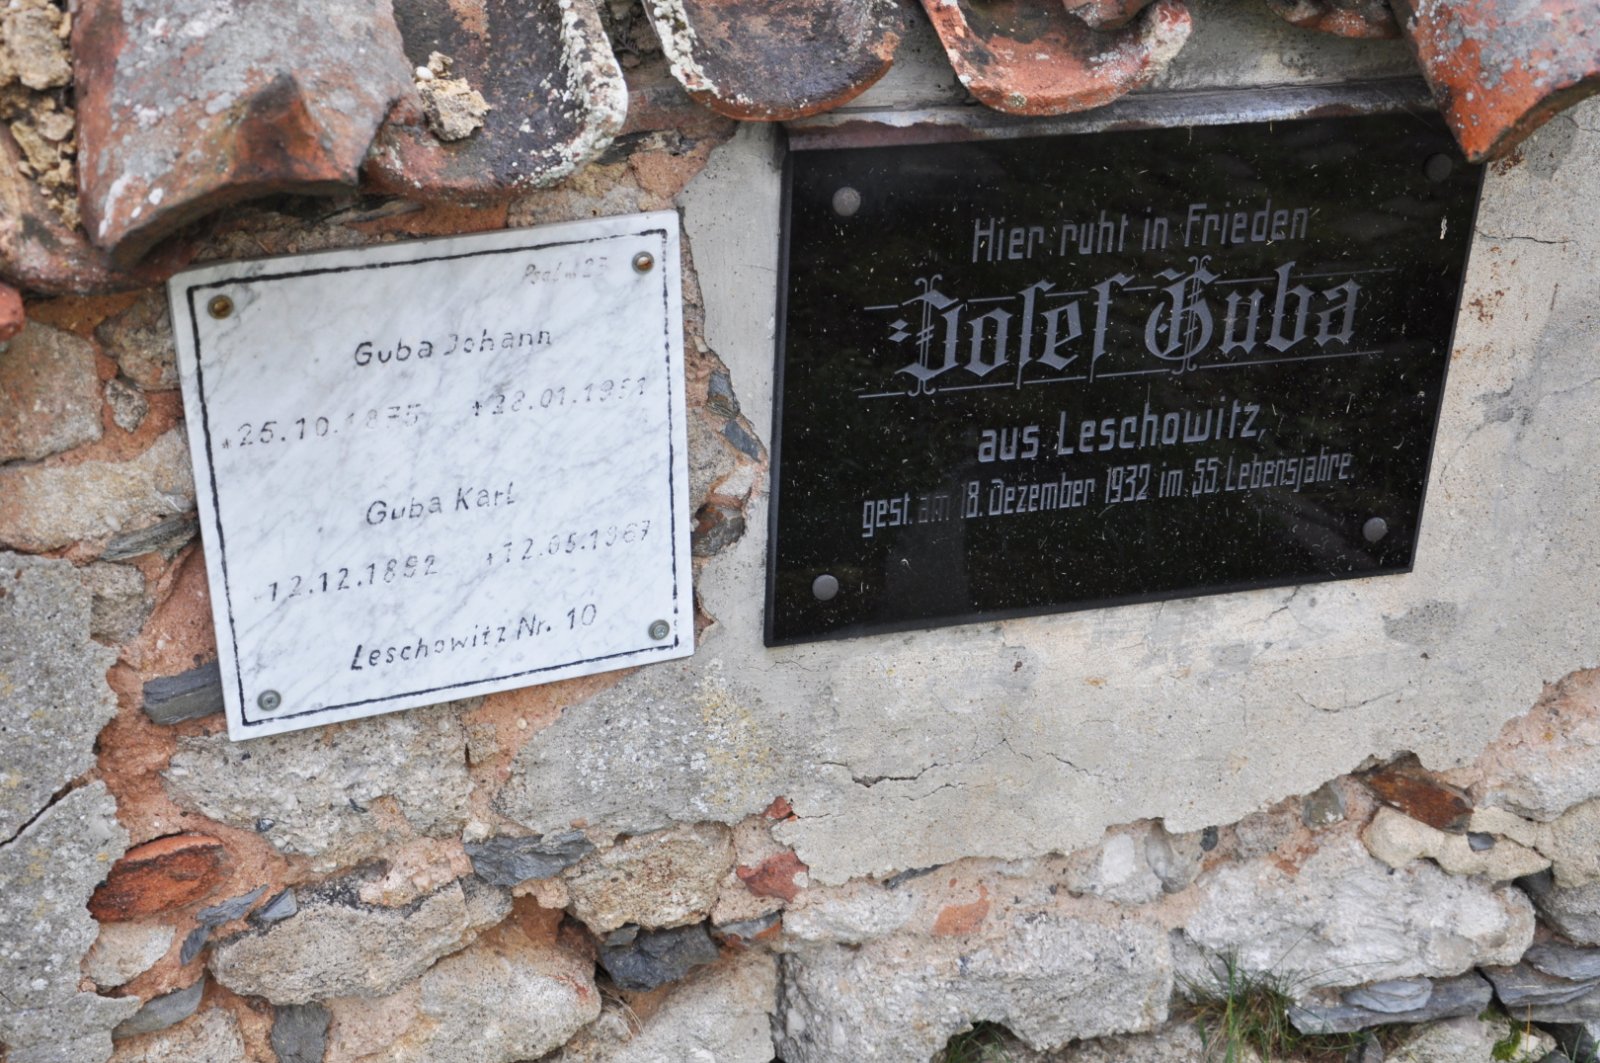 Psalm 23
Guba Johann
*25.10.1875 +28.01.1951
Guba Karl
*12.12.1892 +12.05.1967
Leschowitz Nr. 10
Hier ruht in Frieden
Josef Guba
aus Leschowitz,
gest. am 18. Dezember 1932 im 55. Lebensjahre.